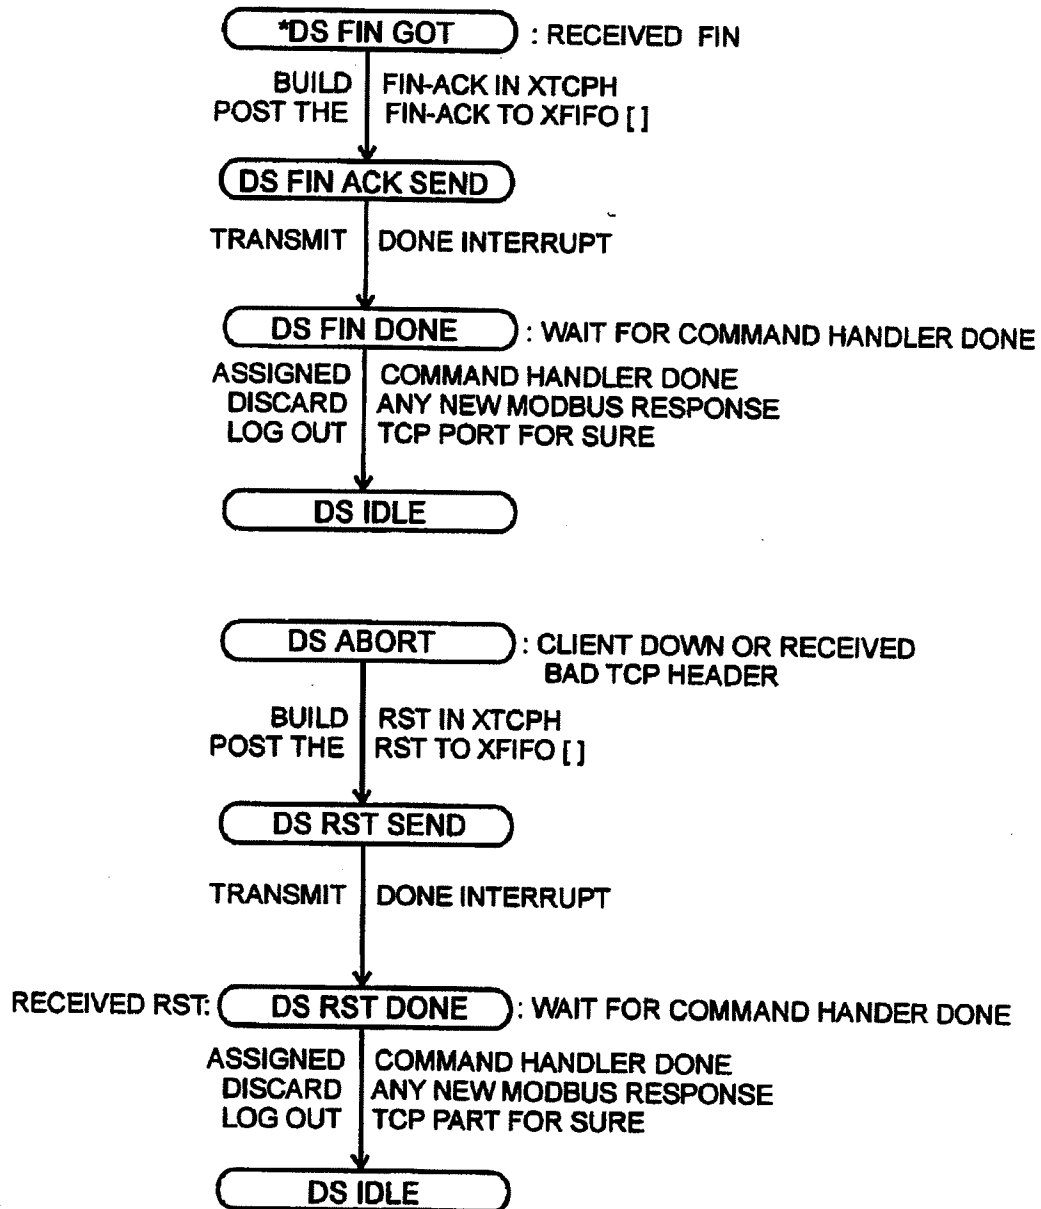 *DS FIN GOT : RECEIVED FIN
BUILD FIN-ACK IN XTCPH
POST THE FIN-ACK TO XFIFO [ ]
DS FIN ACK SEND
TRANSMIT DONE INTERRUPT
DS FIN DONE : WAIT FOR COMMAND HANDLER DONE
ASSIGNED COMMAND HANDLER DONE
DISCARD ANY NEW MODBUS RESPONSE
LOG OUT TCP PORT FOR SURE
DS IDLE
DS ABORT : CLIENT DOWN OR RECEIVED
BAD TCP HEADER
BUILD RST IN XTCPH
POST THE RST TO XFIFO [ ]
DS RST SEND
TRANSMIT DONE INTERRUPT
RECEIVED RST: DS RST DONE : WAIT FOR COMMAND HANDER DONE
ASSIGNED COMMAND HANDLER DONE
DISCARD ANY NEW MODBUS RESPONSE
LOG OUT TCP PART FOR SURE
DS IDLE